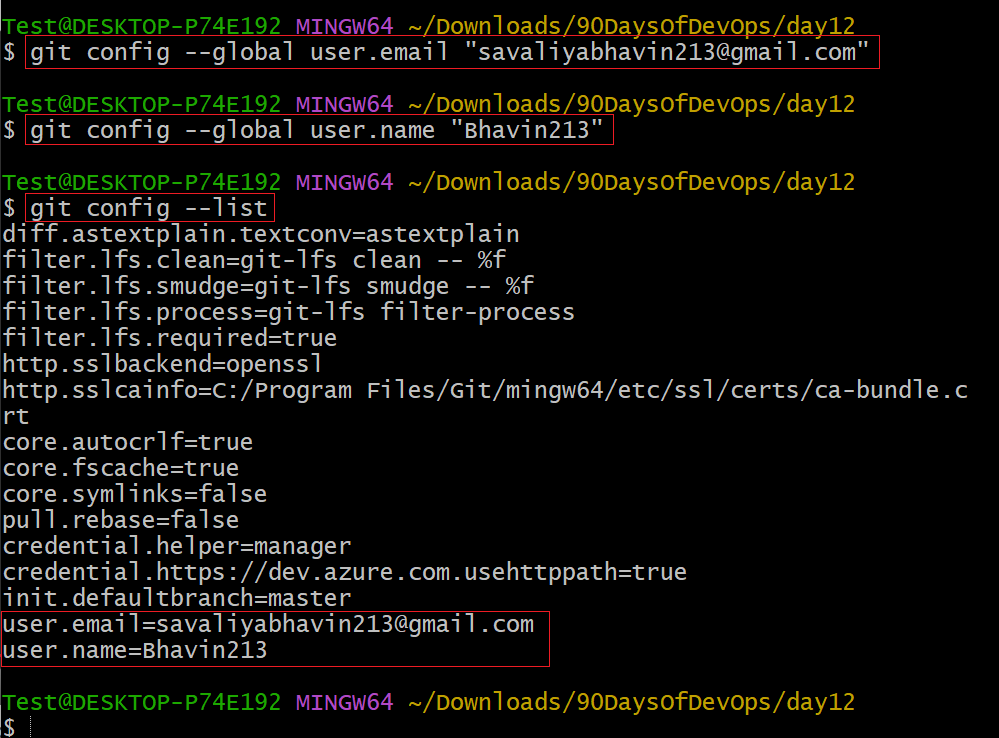 Test@DESKTOP-P74E192 MINGW64 ~/Downloads/90DaysOfDevOps/day12
$ git config --global user.email "savaliyabhavin213@gmail.com"
Test@DESKTOP-P74E192 MINGW64 ~/Downloads/90DaysOfDevOps/day12
$ git config --global user.name "Bhavin213"
Test@DESKTOP-P74E192 MINGW64 ~/Downloads/90DaysOfDevOps/day12
$ git config --list
diff.astextplain.textconv=astextplain
filter.lfs.clean=git-lfs clean -- %f
filter.lfs.smudge=git-lfs smudge -- %f
filter.lfs.process=git-lfs filter-process
filter.lfs.required=true
http.sslbackend=openssl
http.sslcainfo=C:/Program Files/Git/mingw64/etc/ssl/certs/ca-bundle.c
rt
core.autocrlf=true
core.fscache=true
core.symlinks=false
pull.rebase=false
credential.helper=manager
credential.https://dev.azure.com.usehttppath=true
init.defaultbranch=master
user.email=savaliyabhavin213@gmail.com
user.name=Bhavin213
Test@DESKTOP-P74E192 MINGW64 ~/Downloads/90DaysOfDevOps/day12
$